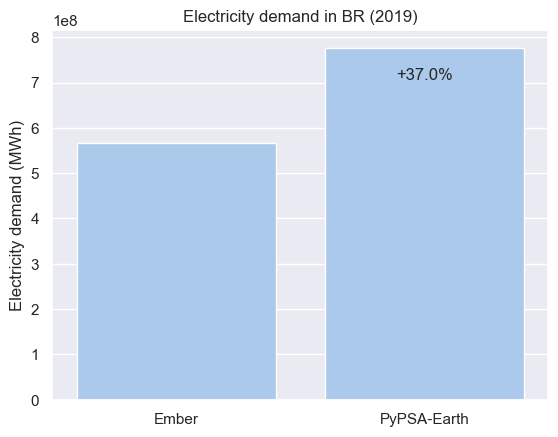 Electricity demand in BR (2019)
1e8
8
7
6
5
4
3
2
1
0
Electricity demand (MWh)
+37.0%
Ember
PyPSA-Earth